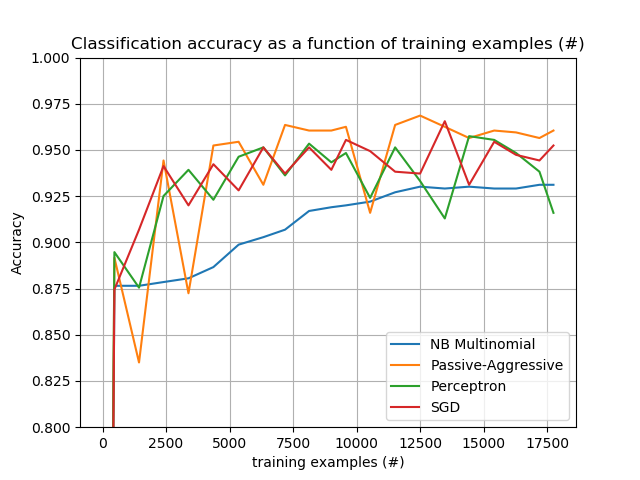 Classification accuracy as a function of training examples (#)
1.000
0.975
0.950
0.925
0.900
0.875
0.850
0.825
0.800
Accuracy
NB Multinomial
Passive-Aggressive
Perceptron
SGD
0 2500 5000 7500 10000 12500 15000 17500
training examples (#)